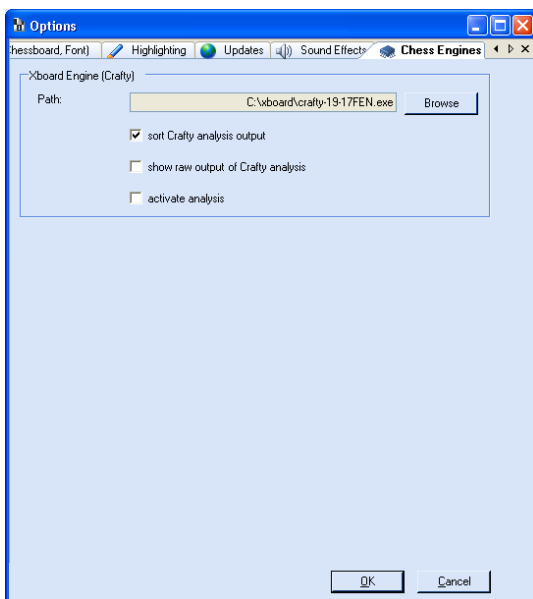 Options
hessboard, Font)
Highlighting
Updates
Sound Effects
Chess Engines
Xboard Engine (Crafty)
Path:
C:\xboard\crafty-19-17FEN.exe
Browse
sort Crafty analysis output
show raw output of Crafty analysis
activate analysis
OK
Cancel